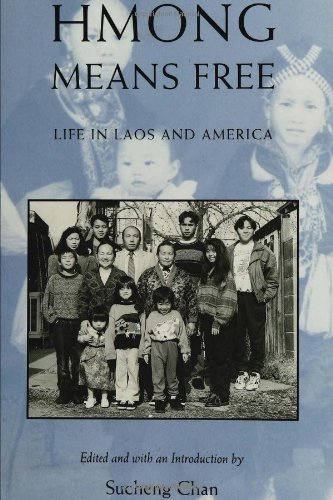 HMONG
MEANS FREE
LIFE IN LAOS AND AMERICA
Edited and with an Introduction by
Sucheng Chan